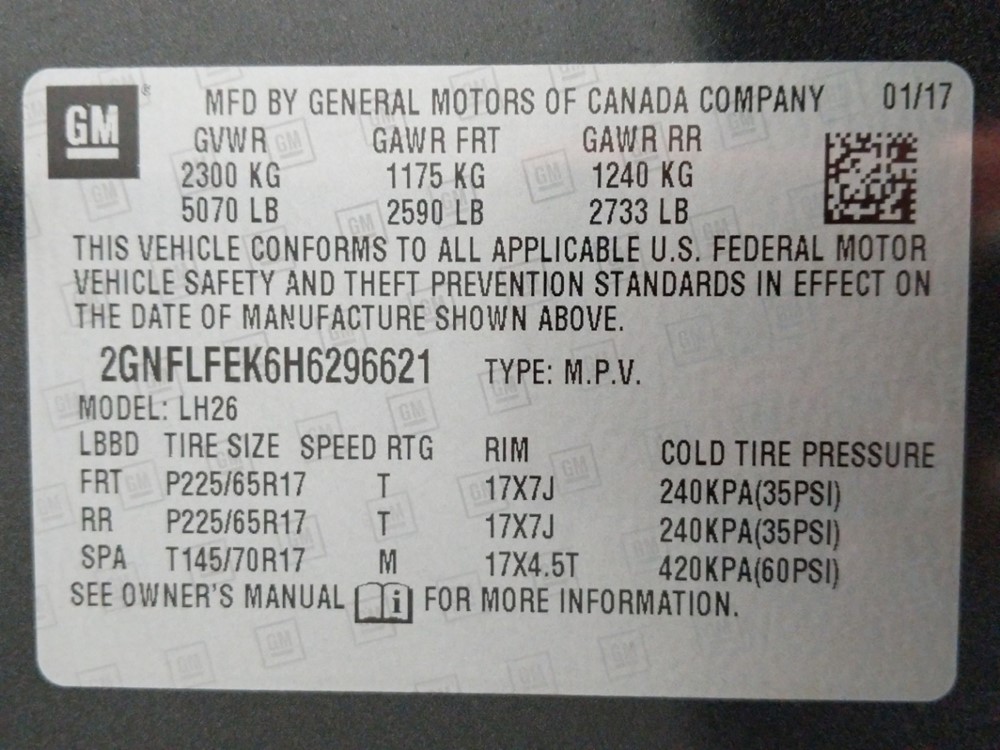 GM MFD BY GENERAL MOTORS OF CANADA COMPANY 01/17
GVWR GAWR FRT GAWR RR
2300 KG 1175 KG 1240 KG
5070 LB 2590 LB 2733 LB
THIS VEHICLE CONFORMS TO ALL APPLICABLE U.S. FEDERAL MOTOR
VEHICLE SAFETY AND THEFT PREVENTION STANDARDS IN EFFECT ON
THE DATE OF MANUFACTURE SHOWN ABOVE.
2GNFLFEK6H6296621 TYPE: M.P.V.
MODEL: LH26
LBBD TIRE SIZE SPEED RTG RIM COLD TIRE PRESSURE
FRT P225/65R17 T 17X7J 240KPA(35PSI)
RR P225/65R17 T 17X7J 240KPA(35PSI)
SPA T145/70R17 M 17X4.5T 420KPA(60PSI)
SEE OWNER'S MANUAL i FOR MORE INFORMATION.